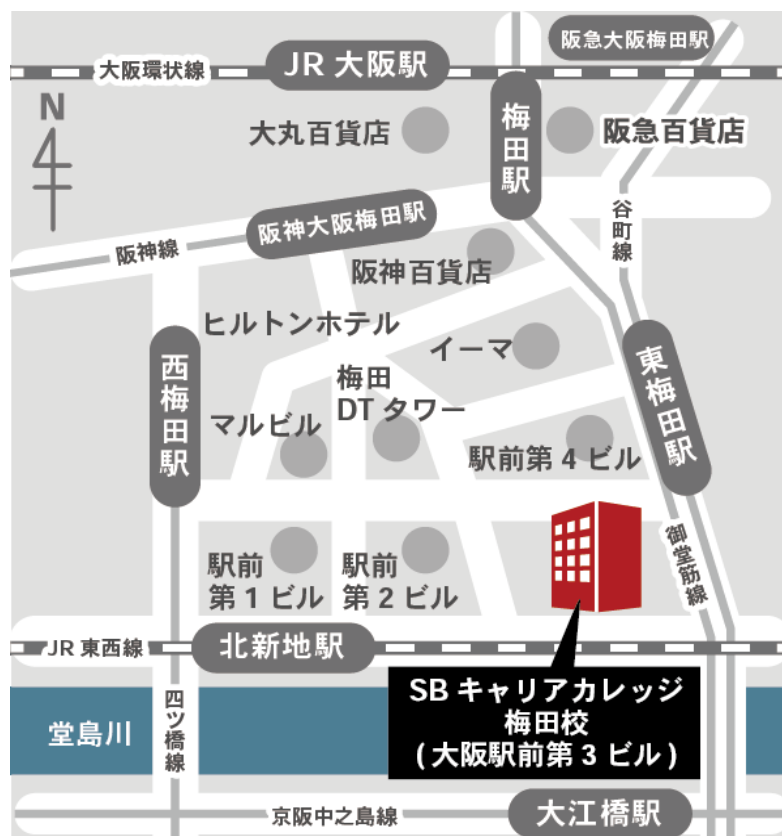 阪急大阪梅田駅
大阪環状線
JR 大阪駅
N
大丸百貨店
梅田駅
阪急百貨店
谷町線
阪神線
阪神大阪梅田駅
阪神百貨店
ヒルトンホテル
イーマ
西梅田駅
梅田
DT タワー
東梅田駅
マルビル
駅前第 4 ビル
御堂筋線
駅前
第 1 ビル
駅前
第 2 ビル
JR 東西線
北新地駅
SB キャリアカレッジ
梅田校
( 大阪駅前第 3 ビル )
堂島川
四ツ橋線
京阪中之島線
大江橋駅